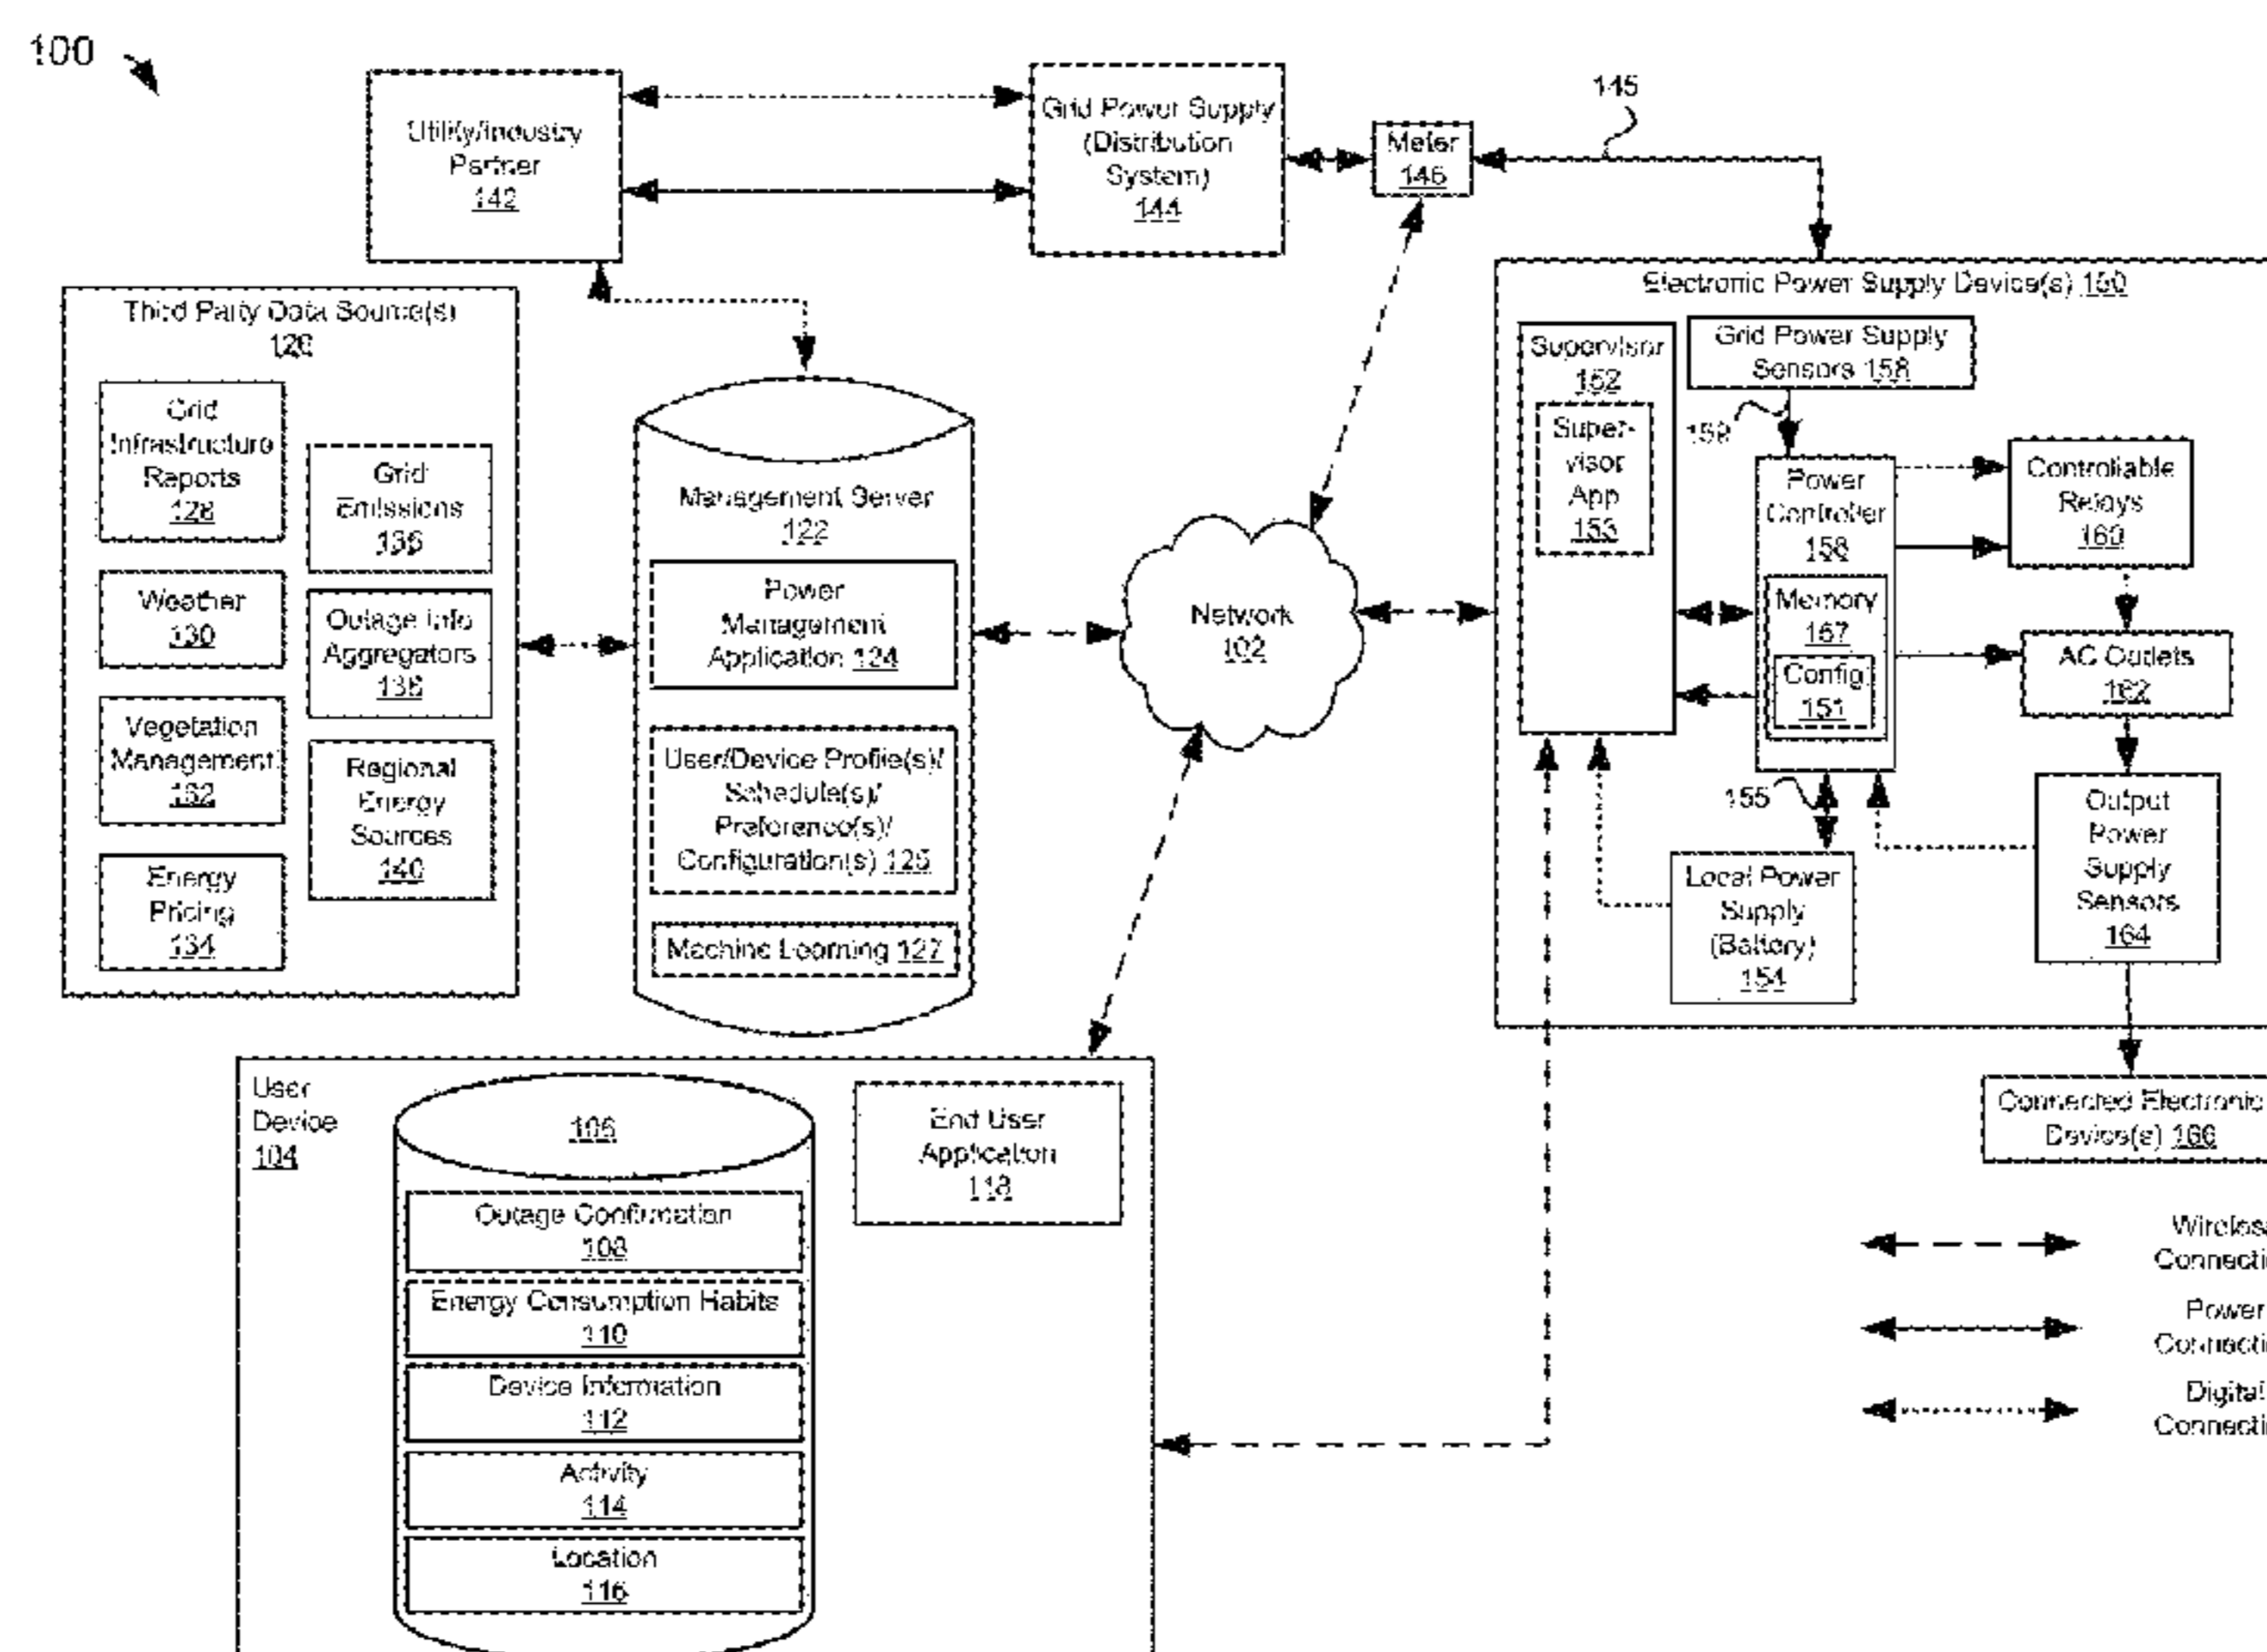 100
Utility/Industry
Partner
142
Grid Power Supply
(Distribution
System)
144
Meter
146
145
Third Party Data Source(s)
Grid
Infrastructure
Reports
128
Weather
130
Vegetation
Management
132
Energy
Pricing
134
Grid
Emissions
136
Outage Info
Aggregators
138
Regional
Energy
Sources
140
Management Server
122
Power
Management
Application 124
User/Device Profile(s)/
Schedule(s)/
Preference(s)/
Configuration(s)
Machine Learning 127
Network
102
Electronic Power Supply Device(s) 150
Supervisor
152
Super-
visor
App
153
Grid Power Supply
Sensors 158
159
Power
Controller
Memory
157
Config
151
Controllable
Relays
160
AC Outlets
162
155
Local Power
Supply
(Battery)
154
Output
Power
Supply
Sensors
164
Connected Electronic
Device(s) 166
User
Device
104
106
End User
Application
118
Outage Confirmation
108
Energy Consumption Habits
110
Device Information
112
Activity
114
Location
116
Wireless
Connecti
Power
Connecti
Digital
Connecti